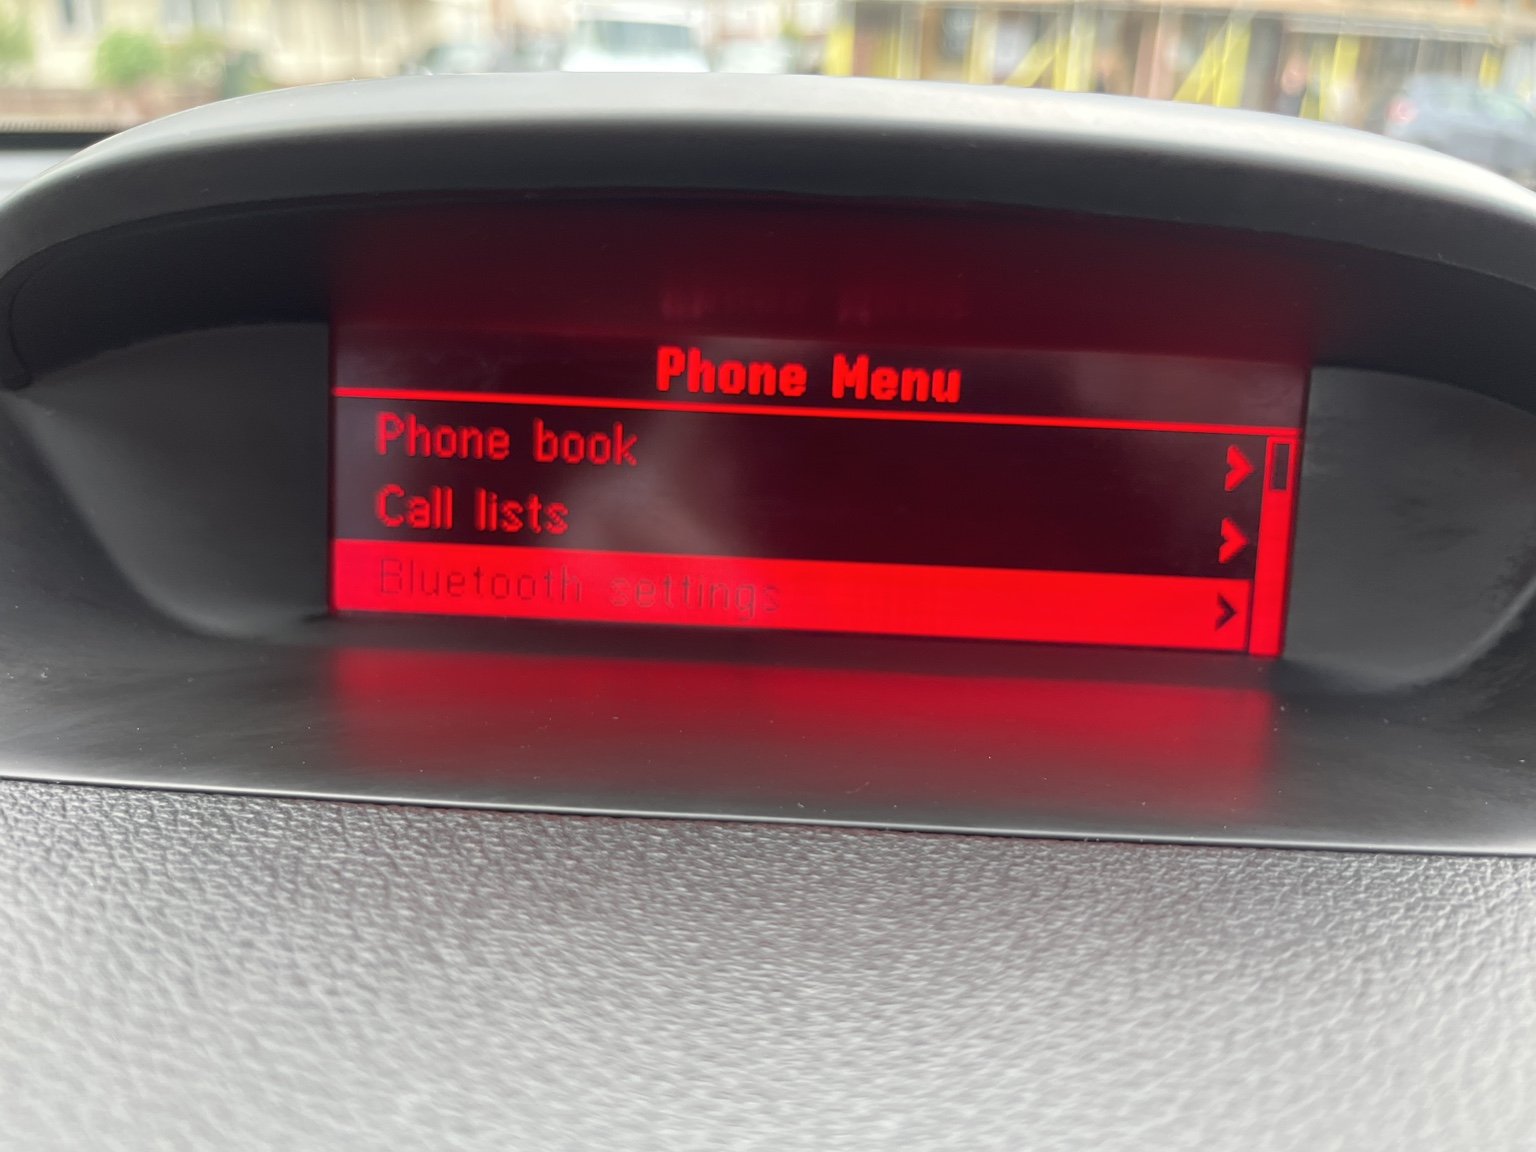 Phone Menu
Phone book
Call lists
Bluetooth settings